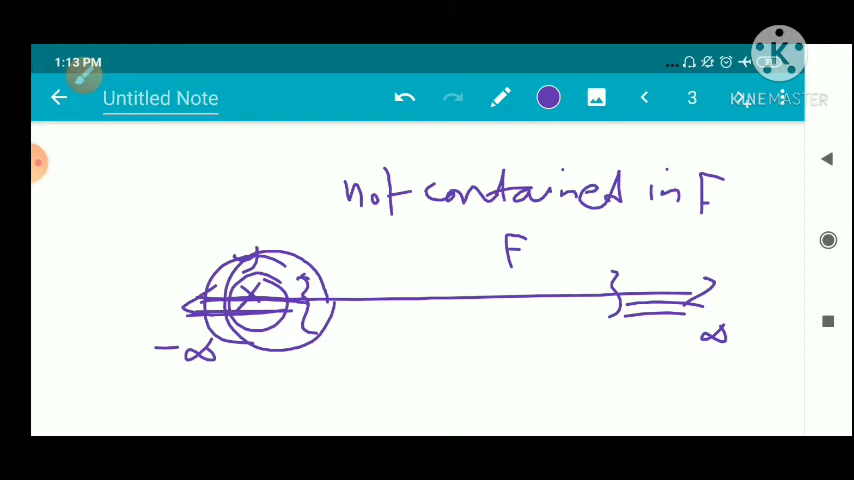 1:13 PM
Untitled Note
3
K
KINEMASTER
not contained in F
F
X
-∞
∞